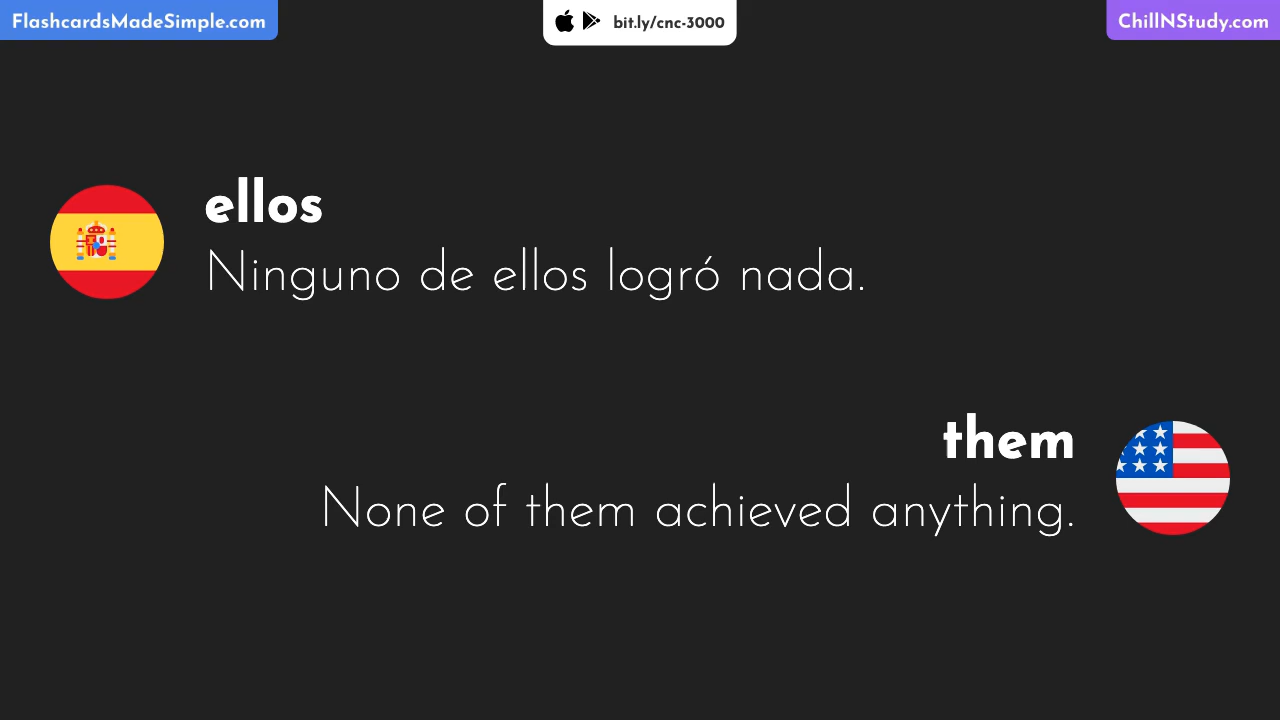 FlashcardsMadeSimple.com
bit.ly/cnc-3000
ChillNStudy.com
ellos
Ninguno de ellos logró nada.
them
None of them achieved anything.